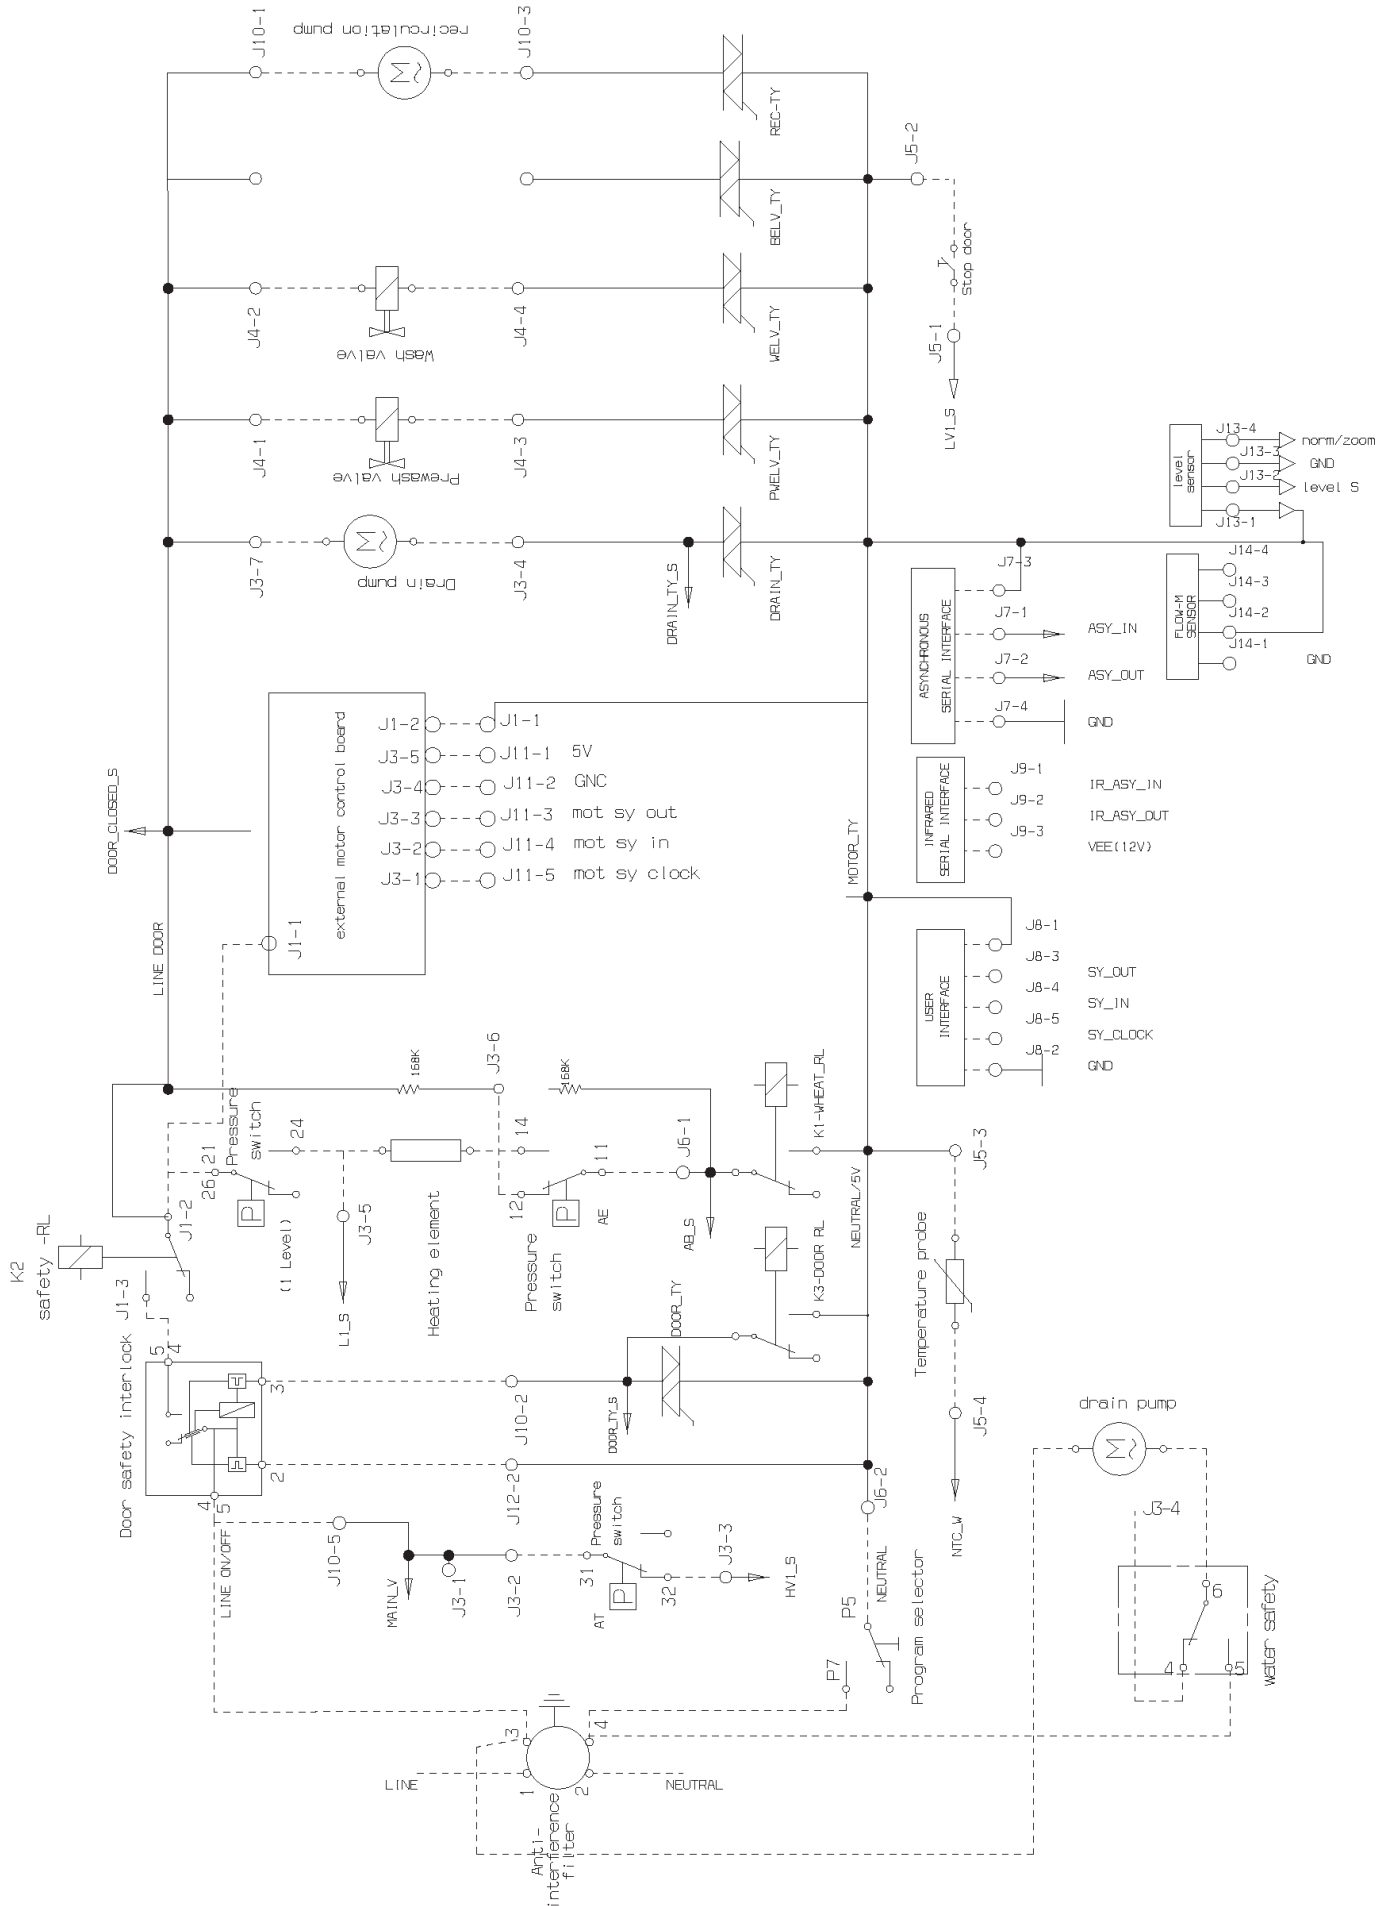 recirculation pump
J10-1
J10-3
REC-TY
BELV_TY
J5-2
Stop door
J5-1
LV1_S
J4-2
Wash valve
J4-4
WELV_TY
J4-1
Prewash valve
J4-3
PWELV_TY
J3-7
Drain pump
J3-4
DRAIN_TY_S
DRAIN_TY
level
sensor
J13-4
norm/zoom
J13-3
GND
J13-2
level S
J13-1
FLOW-M
SENSOR
J14-4
J14-3
J14-2
J14-1
GND
ASYNCHRONOUS
SERIAL INTERFACE
J7-3
J7-1
ASY_IN
J7-2
ASY_OUT
J7-4
GND
DOOR_CLOSED_S
LINE DOOR
external motor control board
J1-1
J1-2
J1-1
J3-5
J11-1
5V
J3-4
J11-2
GNC
J3-3
J11-3
mot sy out
J3-2
J11-4
mot sy in
J3-1
J11-5
mot sy clock
MOTOR_TY
INFRARED
SERIAL INTERFACE
J9-1
IR_ASY_IN
J9-2
IR_ASY_OUT
J9-3
VEE(12V)
USER
INTERFACE
J8-1
J8-3
SY_OUT
J8-4
SY_IN
J8-5
SY_CLOCK
J8-2
GND
K2
safety -RL
J1-3
J1-2
26
21
Pressure
switch
24
(1 Level)
P
J3-5
L1_S
168K
J3-6
168K
Heating element
14
12
11
P
AE
Pressure
switch
J6-1
AB_S
K1-WHEAT_RL
K3-DOOR RL
NEUTRAL/5V
J5-3
Temperature probe
J5-4
NTC_W
Door safety interlock
5
4
3
2
4
5
J10-2
DOOR_TY_S
DOOR_TY
J12-2
J6-2
LINE ON/OFF
J10-5
MAIN_V
J3-1
J3-2
31
AT
P
Pressure
switch
32
J3-3
HV1_S
NEUTRAL
P5
P7
Program selector
drain pump
M
J3-4
6
4
5
Water safety
LINE
1
3
2
4
NEUTRAL
Anti-
interference
filter